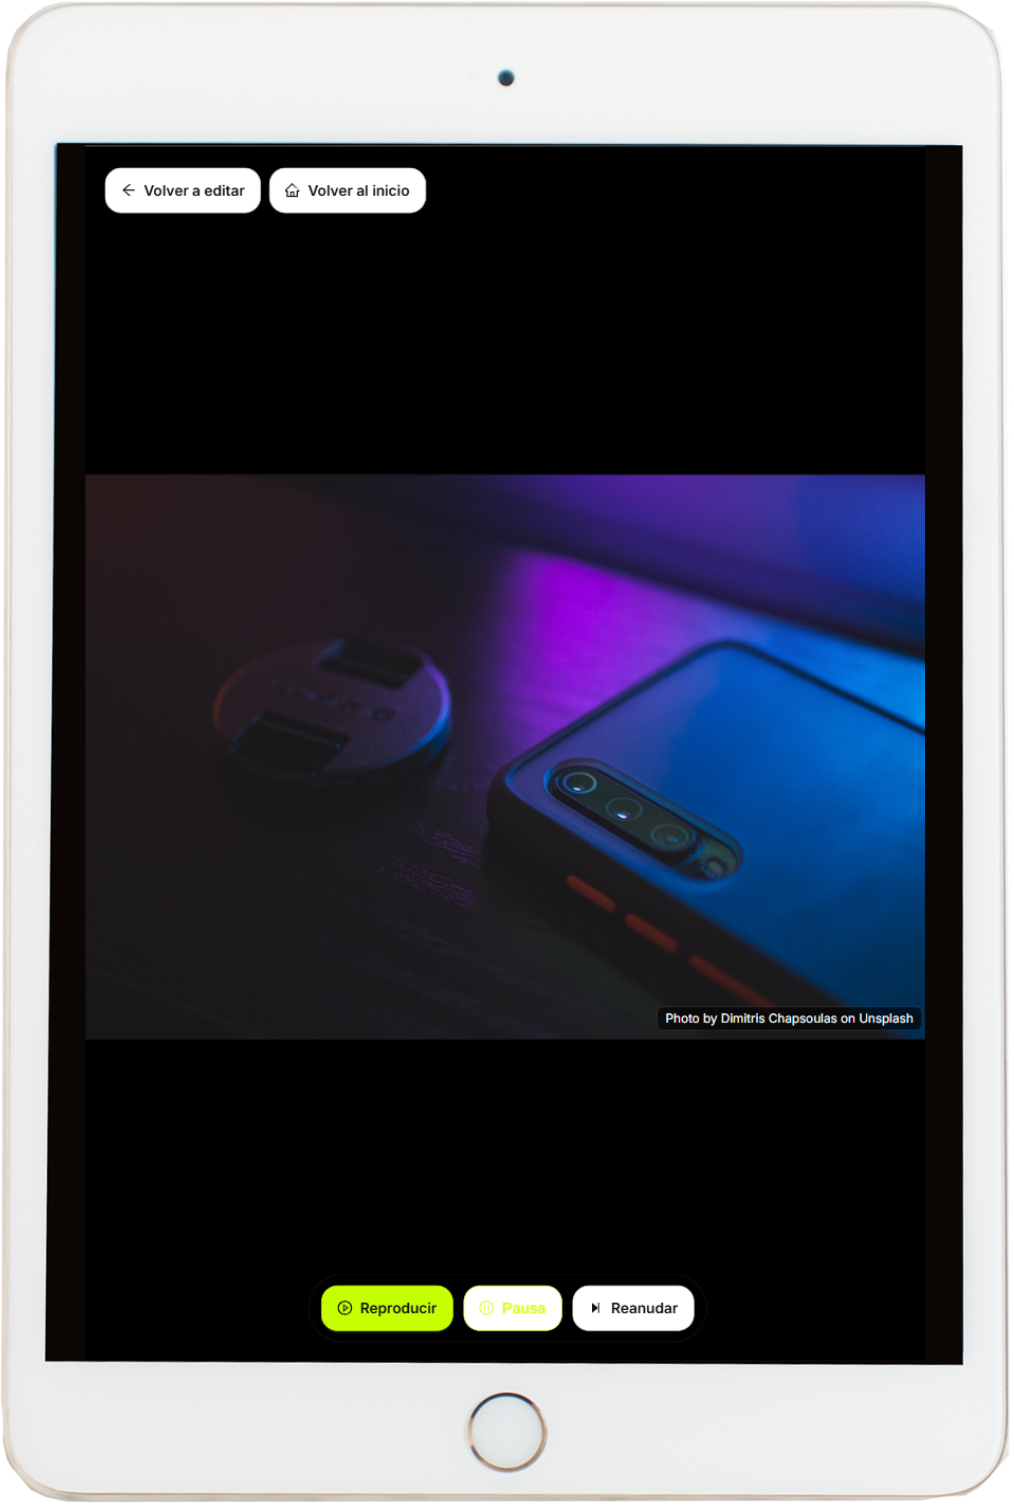 Volver a editar
Volver al inicio
Photo by Dimitris Chapsoulas on Unsplash
Reproducir
Pausa
Reanudar